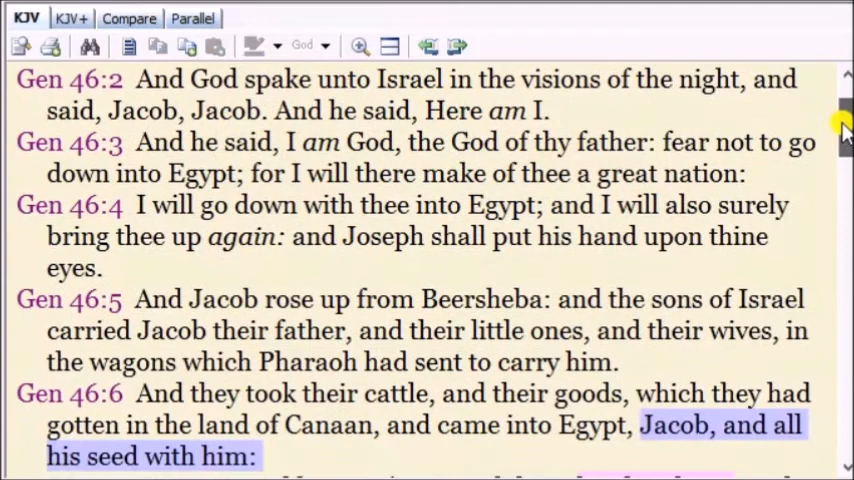 KJV KJV+ Compare Parallel
God
Gen 46:2 And God spake unto Israel in the visions of the night, and
said, Jacob, Jacob. And he said, Here am I.
Gen 46:3 And he said, I am God, the God of thy father: fear not to go
down into Egypt; for I will there make of thee a great nation:
Gen 46:4 I will go down with thee into Egypt; and I will also surely
bring thee up again: and Joseph shall put his hand upon thine
eyes.
Gen 46:5 And Jacob rose up from Beersheba: and the sons of Israel
carried Jacob their father, and their little ones, and their wives, in
the wagons which Pharaoh had sent to carry him.
Gen 46:6 And they took their cattle, and their goods, which they had
gotten in the land of Canaan, and came into Egypt, Jacob, and all
his seed with him: